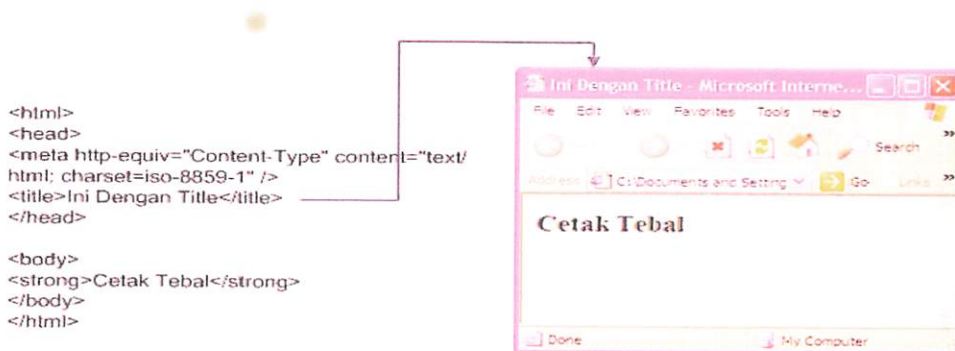 <html>
<head>
<meta http-equiv="Content-Type" content="text/
html; charset=iso-8859-1" />
<title>Ini Dengan Title</title>
</head>
<body>
<strong>Cetak Tebal</strong>
</body>
</html>
Ini Dengan Title - Microsoft Interne...
File Edit View Favorites Tools Help
Search »
Address C:\Documents and Setting Go Links »
Cetak Tebal
Done My Computer